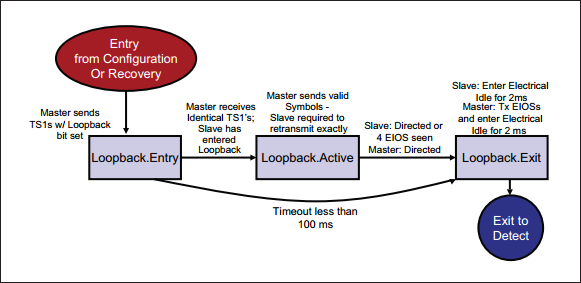 Entry
from Configuration
Or Recovery
Master sends
TS1s w/ Loopback
bit set
Loopback.Entry
Master receives
Identical TS1's;
Slave has
entered
Loopback
Master sends valid
Symbols -
Slave required to
retransmit exactly
Loopback.Active
Slave: Directed or
4 EIOS seen
Master: Directed
Slave: Enter Electrical
Idle for 2ms
Master: Tx EIOSs
and enter Electrical
Idle for 2 ms
Loopback.Exit
Timeout less than
100 ms
Exit to
Detect